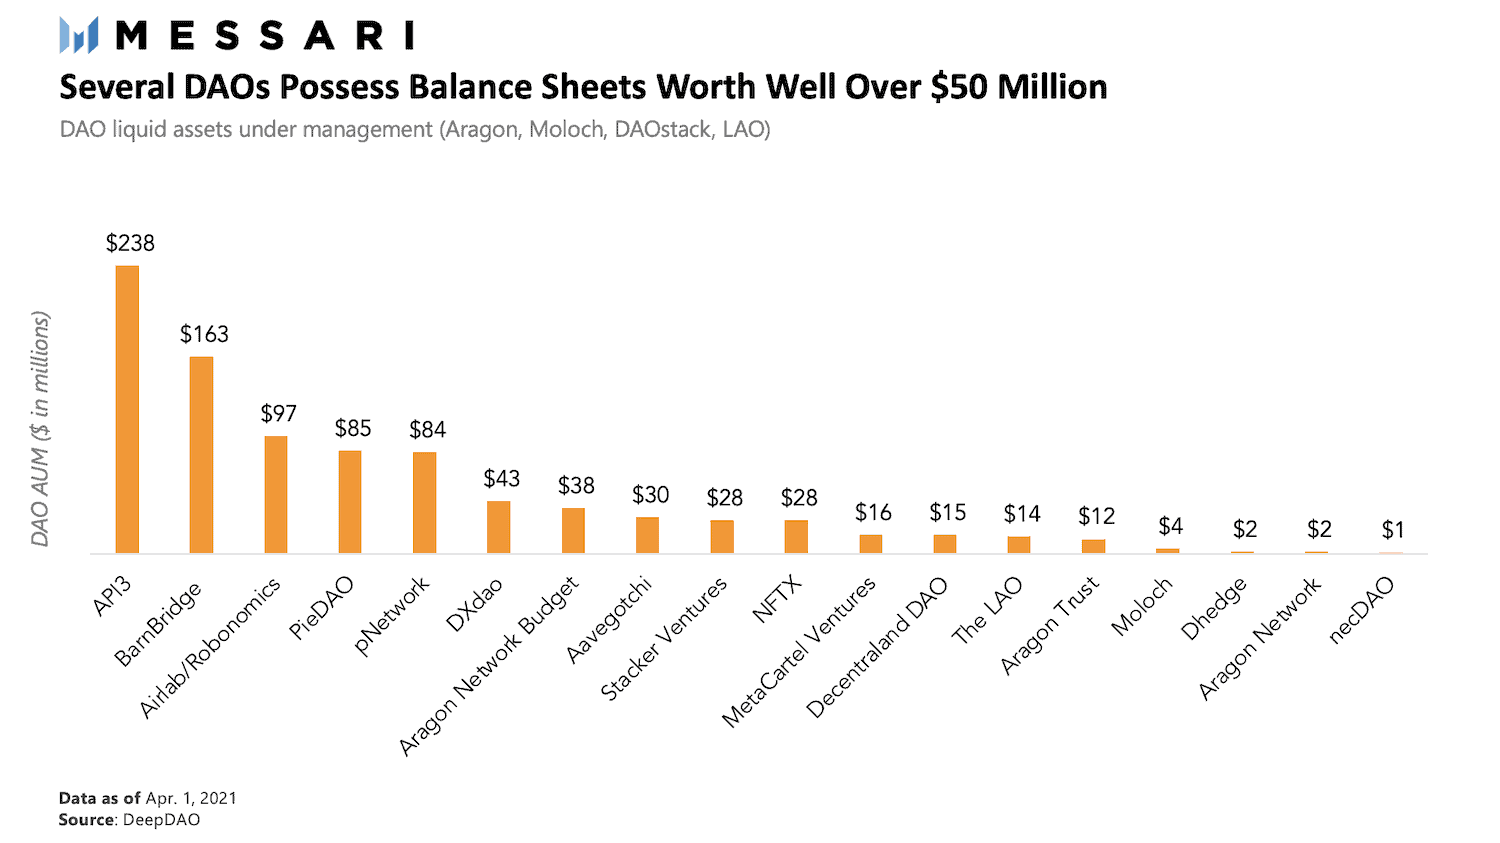 MESSARI
Several DAOs Possess Balance Sheets Worth Well Over $50 Million
DAO liquid assets under management (Aragon, Moloch, DAOstack, LAO)
DAO AUM ($ in millions)
$238
$163
$97
$85
$84
$43
$38
$30
$28
$28
$16
$15
$14
$12
$4
$2
$2
$1
API3
BarnBridge
Airlab/Robonomics
PieDAO
pNetwork
DXdao
Aragon Network Budget
Aavegotchi
Stacker Ventures
NFTX
MetaCartel Ventures
Decentraland DAO
The LAO
Aragon Trust
Moloch
Dhedge
Aragon Network
necDAO
Data as of Apr. 1, 2021
Source: DeepDAO